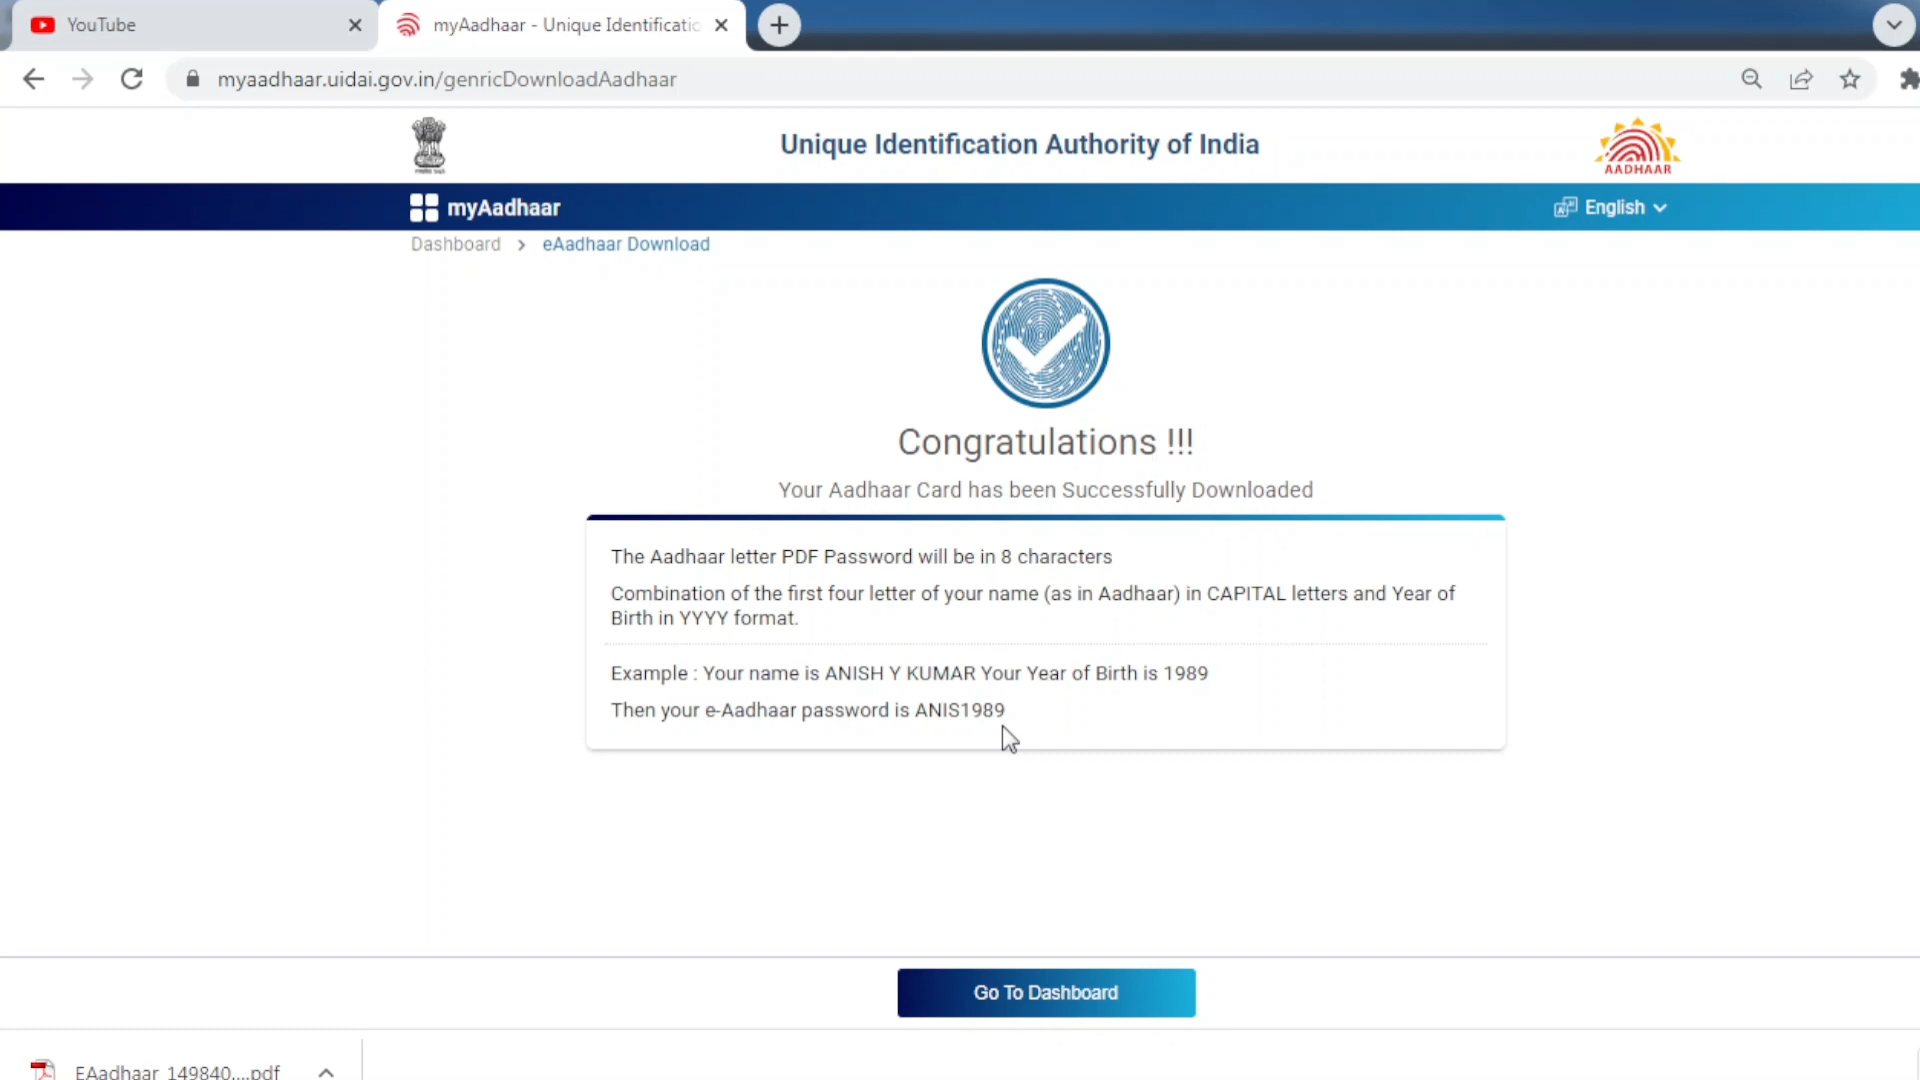 YouTube
myAadhaar - Unique Identificatio
myaadhaar.uidai.gov.in/genricDownloadAadhaar
Unique Identification Authority of India
AADHAAR
myAadhaar
English
Dashboard > eAadhaar Download
Congratulations !!!
Your Aadhaar Card has been Successfully Downloaded
The Aadhaar letter PDF Password will be in 8 characters
Combination of the first four letter of your name (as in Aadhaar) in CAPITAL letters and Year of
Birth in YYYY format.
Example : Your name is ANISH Y KUMAR Your Year of Birth is 1989
Then your e-Aadhaar password is ANIS1989
Go To Dashboard
EAadhaar_149840....pdf